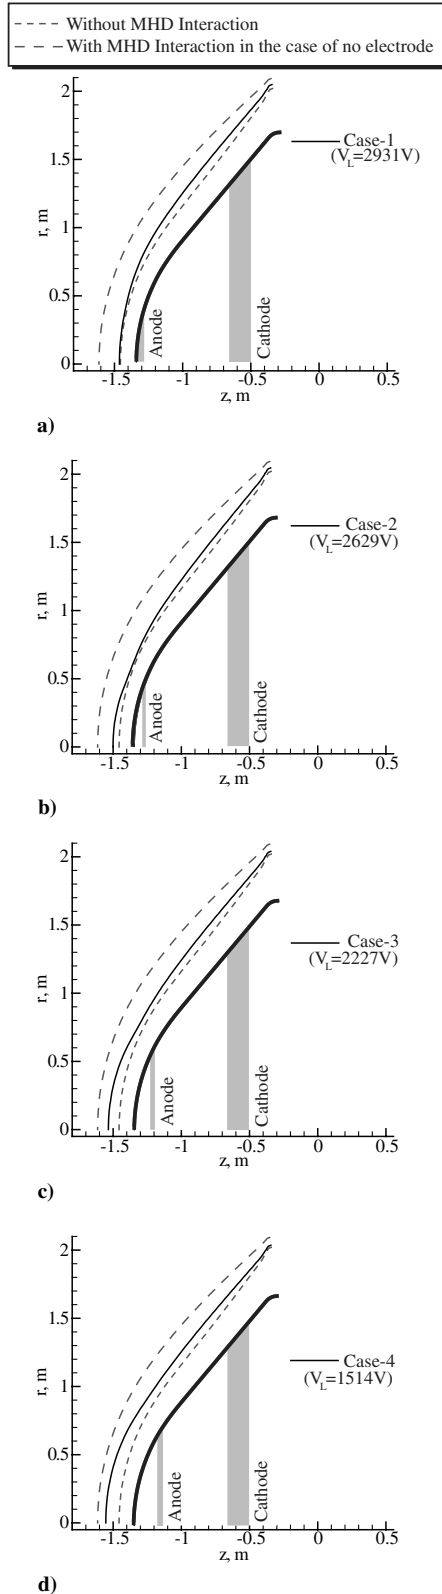 Without MHD Interaction
With MHD Interaction in the case of no electrode
2
1.5
1
0.5
0
r, m
Case-1
(V_L=2931V)
Anode
Cathode
-1.5 -1 -0.5 0 0.5
z, m
a)
2
1.5
1
0.5
0
r, m
Case-2
(V_L=2629V)
Anode
Cathode
-1.5 -1 -0.5 0 0.5
z, m
b)
2
1.5
1
0.5
0
r, m
Case-3
(V_L=2227V)
Anode
Cathode
-1.5 -1 -0.5 0 0.5
z, m
c)
2
1.5
1
0.5
0
r, m
Case-4
(V_L=1514V)
Anode
Cathode
-1.5 -1 -0.5 0 0.5
z, m
d)